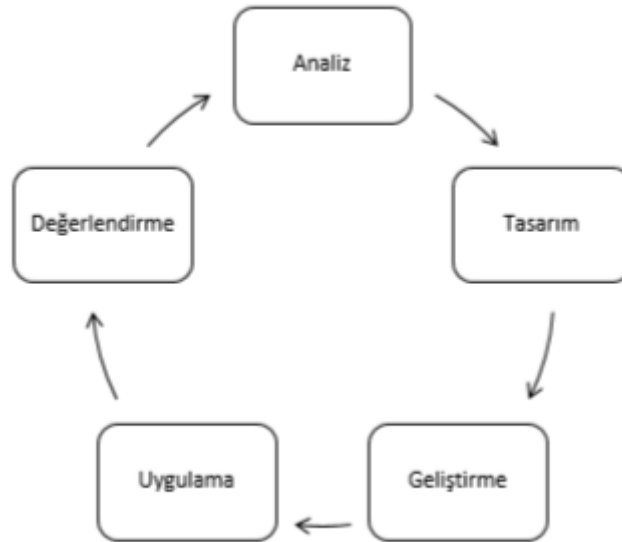 Analiz
Tasarım
Geliştirme
Uygulama
Değerlendirme